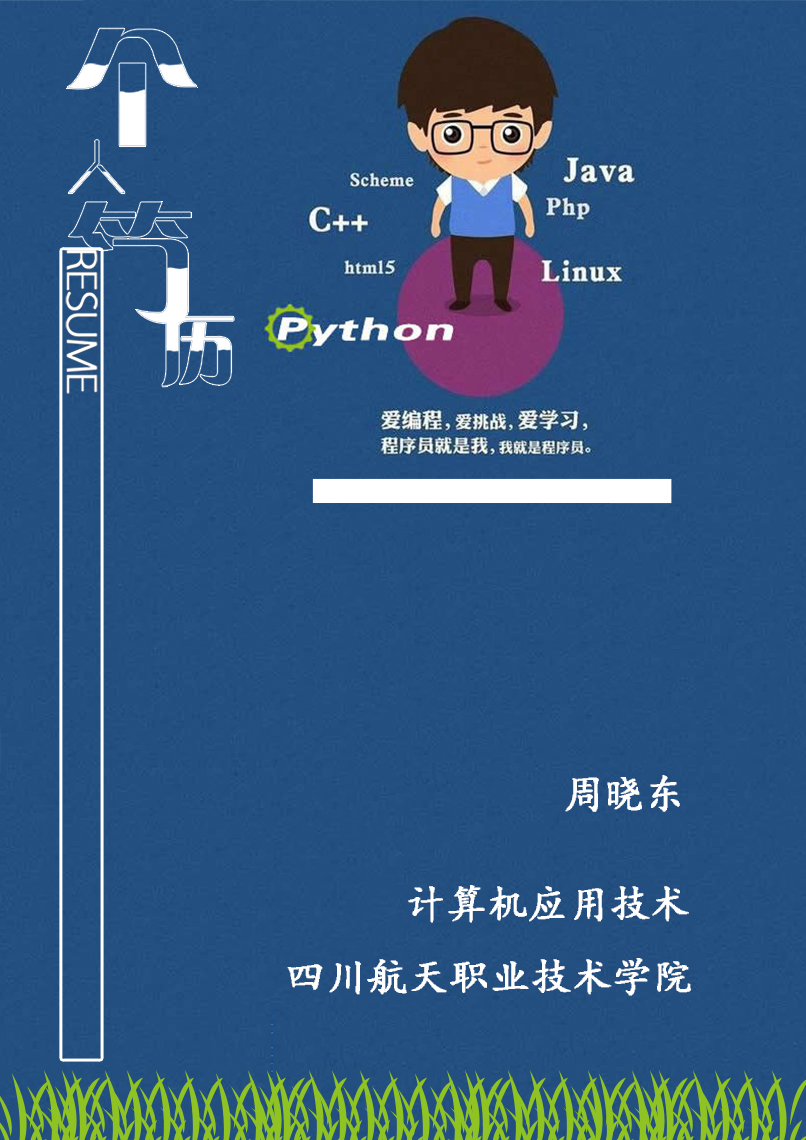 个人简历
RESUME
Scheme
Java
C++
Php
html5
Linux
Python
爱编程，爱挑战，爱学习，
程序员就是我，我就是程序员。
周晓东
计算机应用技术
四川航天职业技术学院